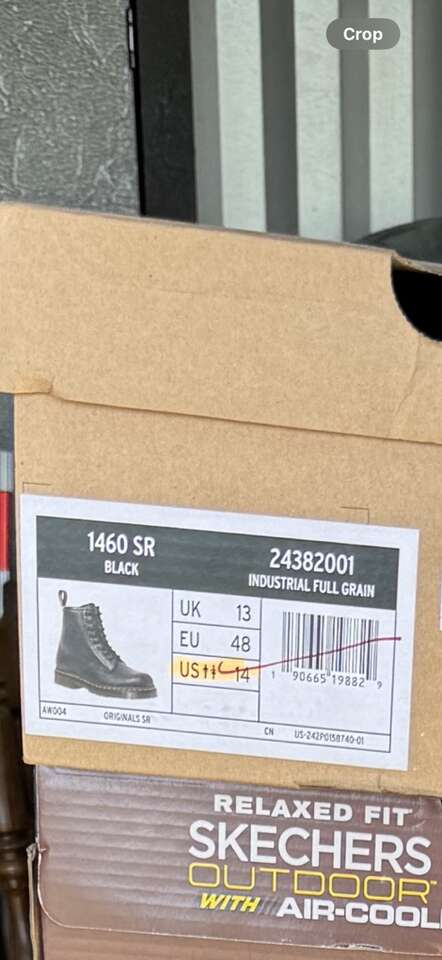 Crop
1460 SR
BLACK
24382001
INDUSTRIAL FULL GRAIN
UK 13
EU 48
US†‡ 14
1 90665 19882 9
AW004
ORIGINALS SR
CN
US-242P0158740-01
RELAXED FIT
SKECHERS
OUTDOOR
WITH AIR-COOL